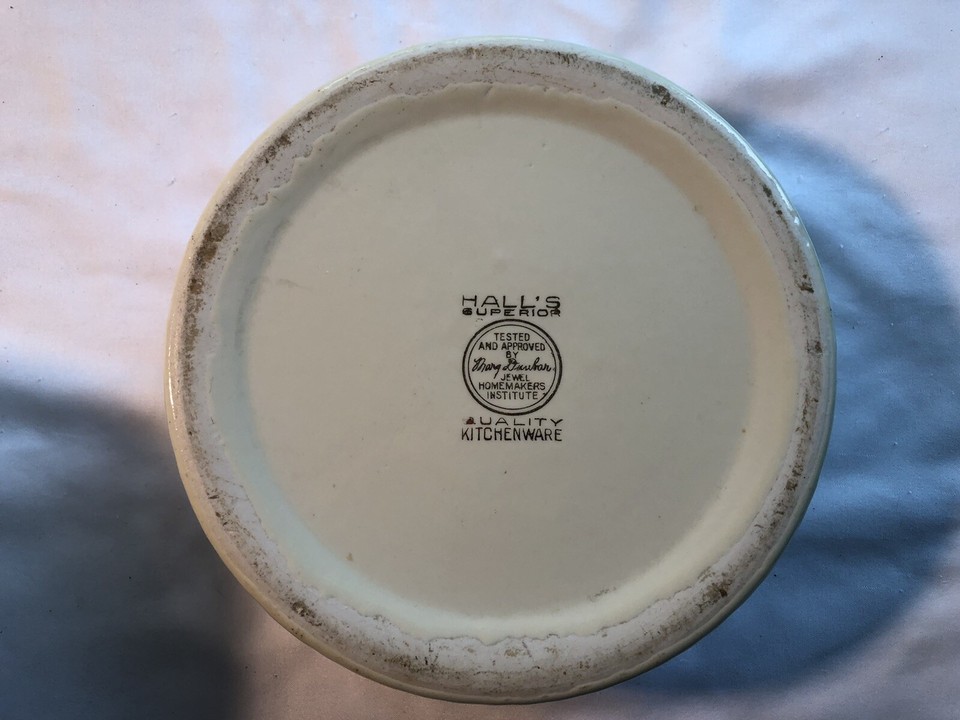 HALL'S
SUPERIOR
TESTED
AND APPROVED
BY
Mary Dunbar
JEWEL
HOMEMAKERS
INSTITUTE
QUALITY
KITCHENWARE